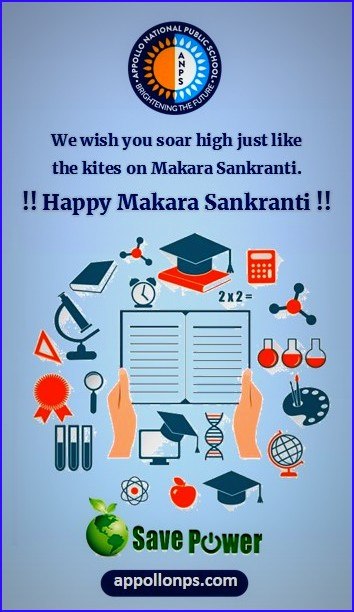 APPOLLO NATIONAL PUBLIC SCHOOL
ANPS
BRIGHTENING THE FUTURE
We wish you soar high just like
the kites on Makara Sankranti.
!! Happy Makara Sankranti !!
2 x 2 =
Save Power
appollonps.com